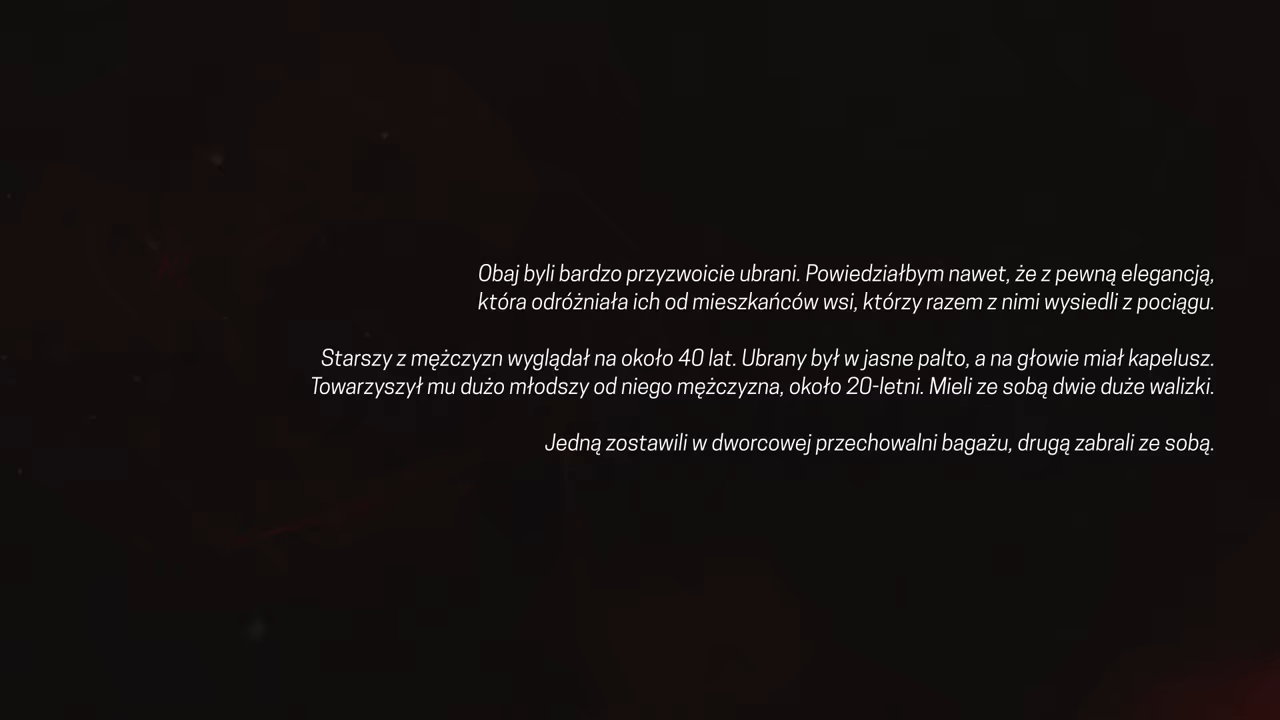 Obaj byli bardzo przyzwoicie ubrani. Powiedziałbym nawet, że z pewną elegancją,
która odróżniała ich od mieszkańców wsi, którzy razem z nimi wysiedli z pociągu.
Starszy z mężczyzn wyglądał na około 40 lat. Ubrany był w jasne palto, a na głowie miał kapelusz.
Towarzyszył mu dużo młodszy od niego mężczyzna, około 20-letni. Mieli ze sobą dwie duże walizki.
Jedną zostawili w dworcowej przechowalni bagażu, drugą zabrali ze sobą.